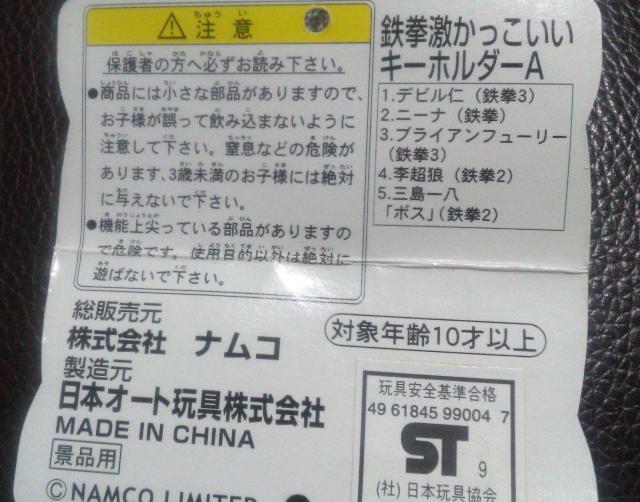 ⚠注意
保護者の方へ必ずお読み下さい。
●商品には小さな部品がありますので、
お子様が誤って飲み込まないように
注意して下さい。窒息などの危険が
あります、3歳未満のお子様には絶対
に与えないで下さい。
●機能上尖っている部品があります
ので危険です。使用目的以外は絶対に
遊ばないで下さい。
鉄拳激かっこいい
キーホルダーA
1.デビル仁（鉄拳3）
2.ニーナ（鉄拳）
3.ブライアンフューリー
（鉄拳3）
4.李超狼（鉄拳2）
5.三島一八
「ボス」（鉄拳2）
総販売元
株式会社 ナムコ
製造元
日本オート玩具株式会社
MADE IN CHINA
景品用
©NAMCO LIMITED
対象年齢10才以上
玩具安全基準合格
49 61845 99004 7
ST 9
(社)日本玩具協会